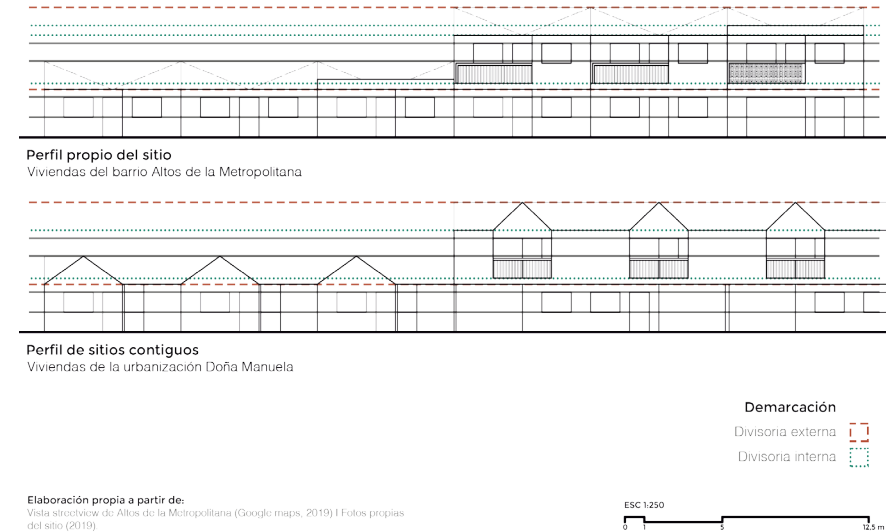 Perfil propio del sitio
Viviendas del barrio Altos de la Metropolitana
Perfil de sitios contiguos
Viviendas de la urbanización Doña Manuela
Demarcación
Divisoria externa
Divisoria interna
Elaboración propia a partir de:
Vista streetview de Altos de la Metropolitana (Google maps, 2019) | Fotos propias
del sitio (2019).
ESC 1:250
0 1 5 12,5 m